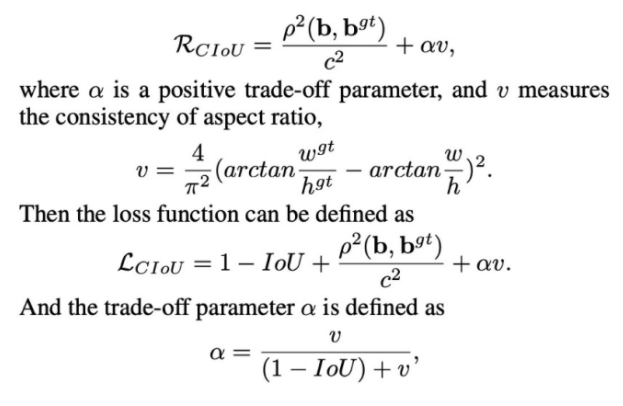 \mathcal{R}_{CIoU} = \frac{\rho^2(\mathbf{b}, \mathbf{b}^{gt})}{c^2} + \alpha v,
where α is a positive trade-off parameter, and v measures
the consistency of aspect ratio,
v = \frac{4}{\pi^2}(arctan\frac{w^{gt}}{h^{gt}} - arctan\frac{w}{h})^2.
Then the loss function can be defined as
\mathcal{L}_{CIoU} = 1 - IoU + \frac{\rho^2(\mathbf{b}, \mathbf{b}^{gt})}{c^2} + \alpha v.
And the trade-off parameter α is defined as
\alpha = \frac{v}{(1 - IoU) + v},